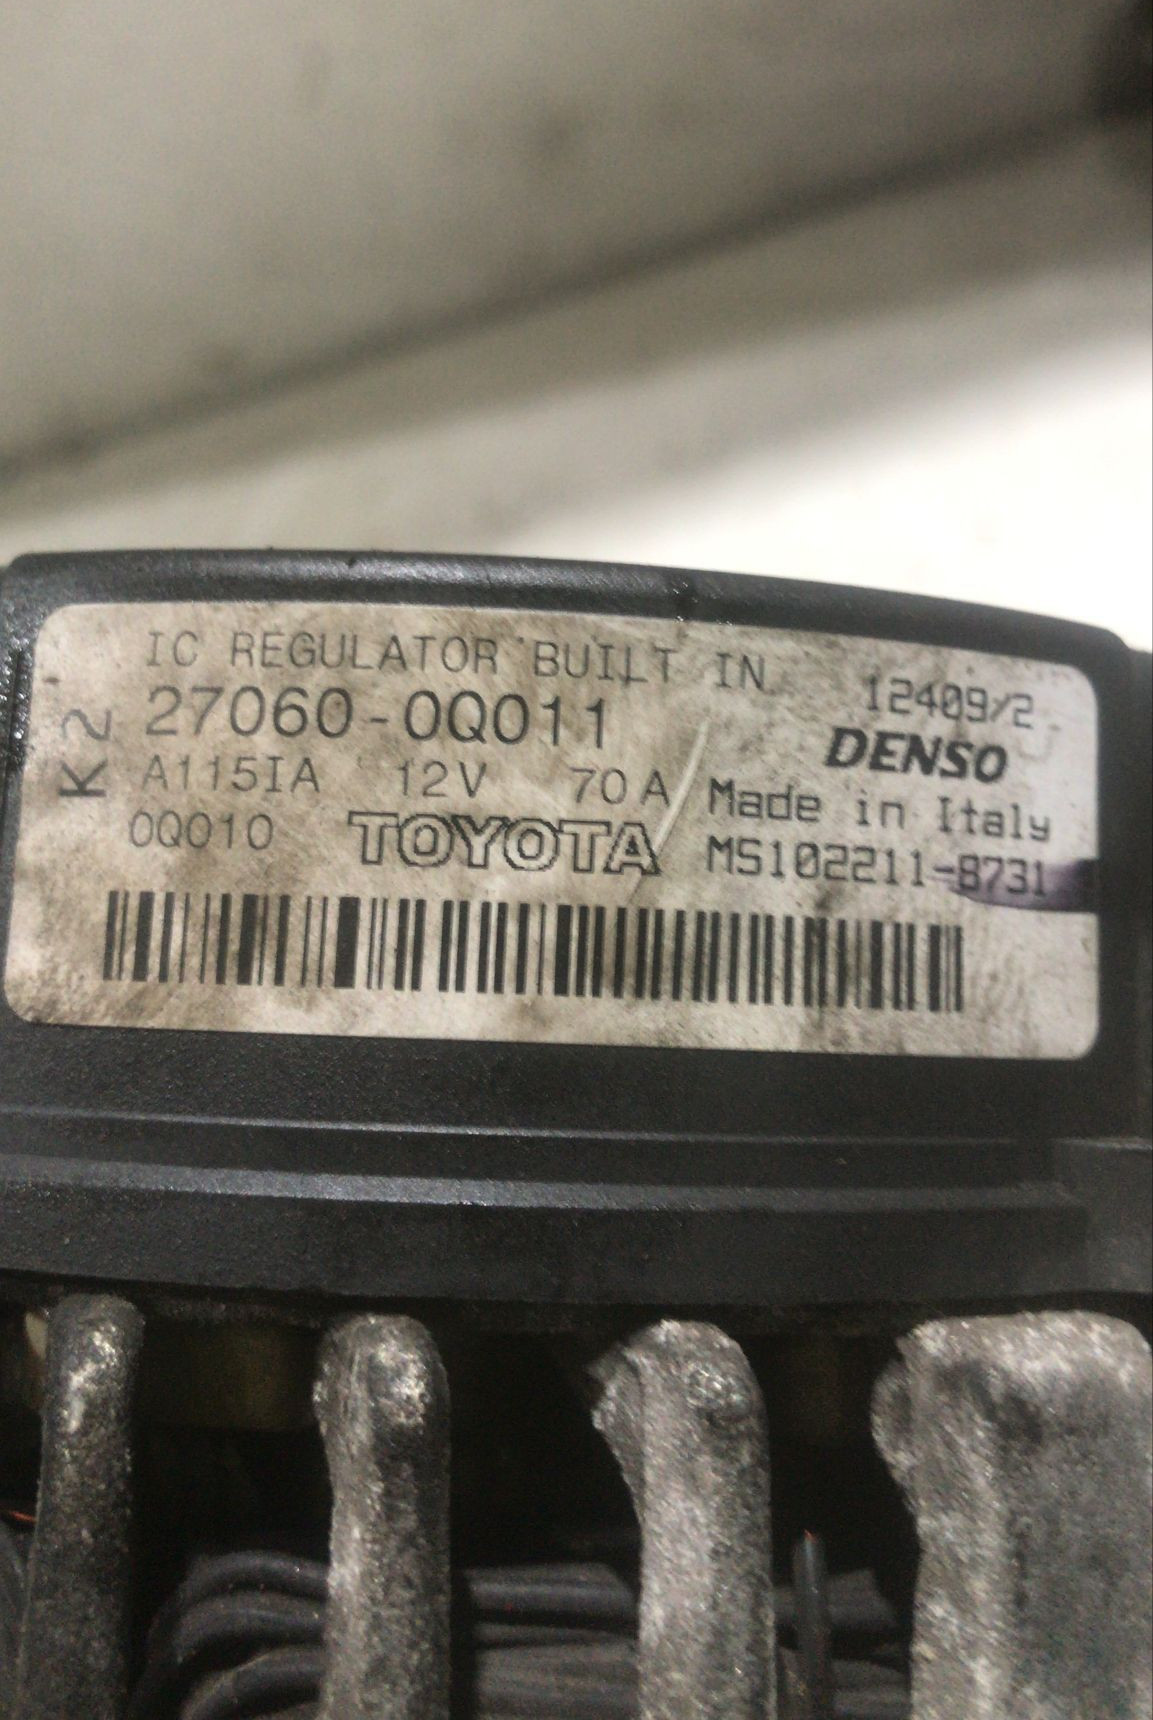 IC REGULATOR BUILT IN
12409/2
K2
27060-0Q011
DENSO
A115IA 12V 70A
Made in Italy
0Q010 TOYOTA
MS102211-8731